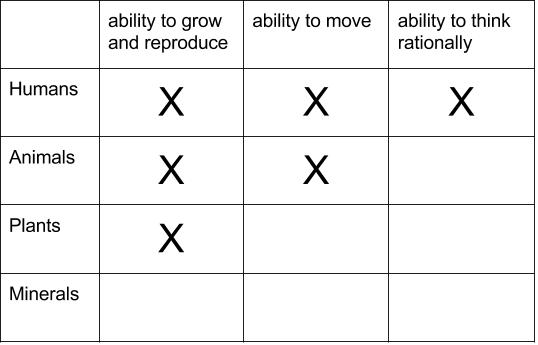 ability to grow
and reproduce
ability to move
ability to think
rationally
Humans X X X
Animals X X
Plants X
Minerals